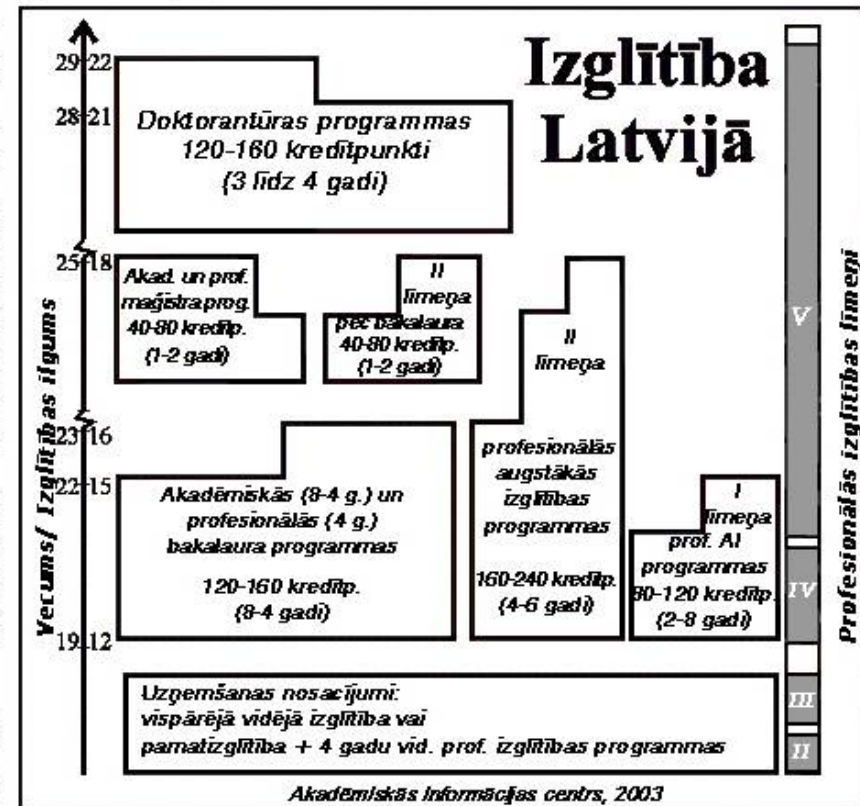 Izglītība
Latvijā
29 22
28 21
Doktorantūras programmas
120-160 kredītpunkti
(3 līdz 4 gadi)
25 18
Akad. un prof.
maģistra prog.
40-80 kredītp.
(1-2 gadi)
II
līmeņa
pēc bakalaura
40-80 kredītp.
(1-2 gadi)
II
līmeņa
profesionālās
augstākās
izglītības
programmas
160-240 kredītp.
(4-6 gadi)
23 16
22 15
Akadēmiskās (3-4 g.) un
profesionālās (4 g.)
bakalaura programmas
120-160 kredītp.
(3-4 gadi)
I
līmeņa
prof. AI
programmas
80-120 kredītp.
(2-3 gadi)
19 12
Uzņemšanas nosacījumi:
vispārējā vidējā izglītība vai
pamatizglītība + 4 gadu vid. prof. izglītības programmas
Vecums/ Izglītības ilgums
V
IV
III
II
Profesionālās izglītības līmeņi
Akadēmiskās informācijas centrs, 2003